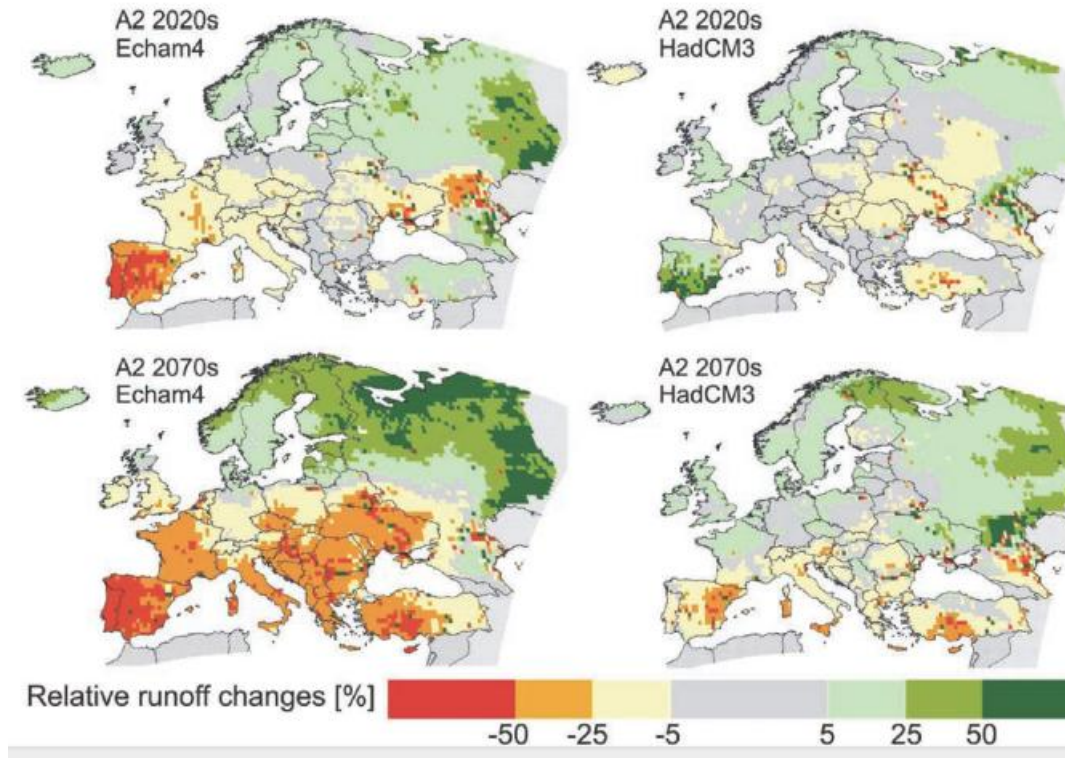 A2 2020s
Echam4
A2 2020s
HadCM3
A2 2070s
Echam4
A2 2070s
HadCM3
Relative runoff changes [%]
-50 -25 -5 5 25 50